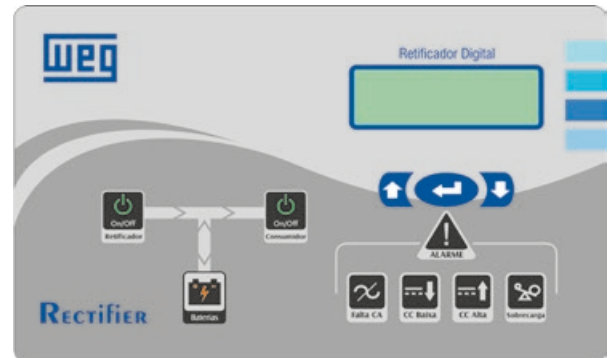 WEG
Retificador Digital
On/Off
Retificador
On/Off
Consumidor
ALARME
Baterias
Falta CA
CC Baixa
CC Alta
Sobrecarga
RECTIFIER